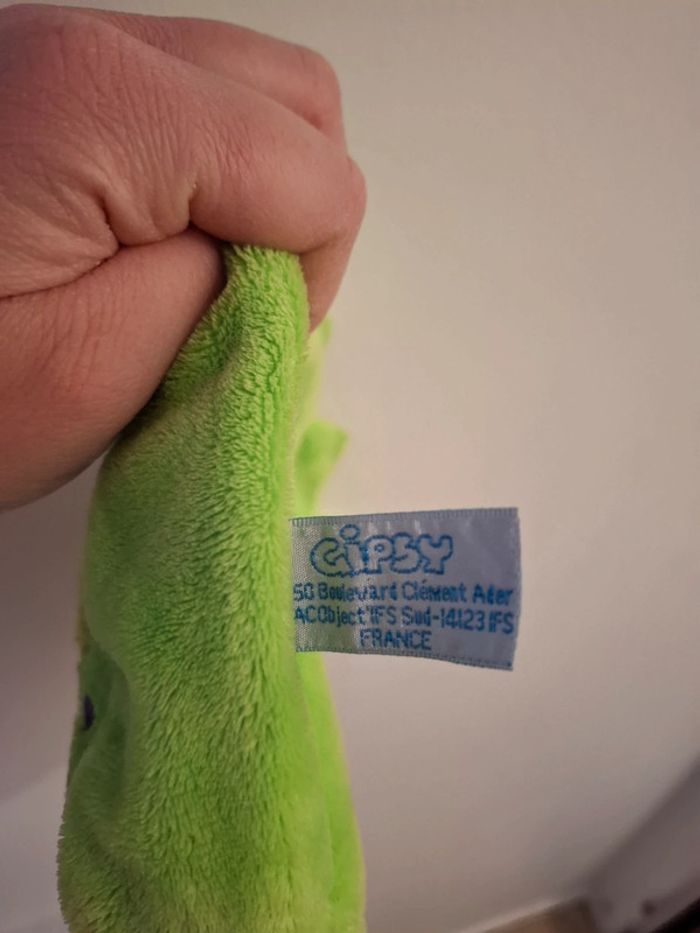 GiPSY
50 Boulevard Clément Ader
ACObject'IFS Sud-14123 IFS
FRANCE